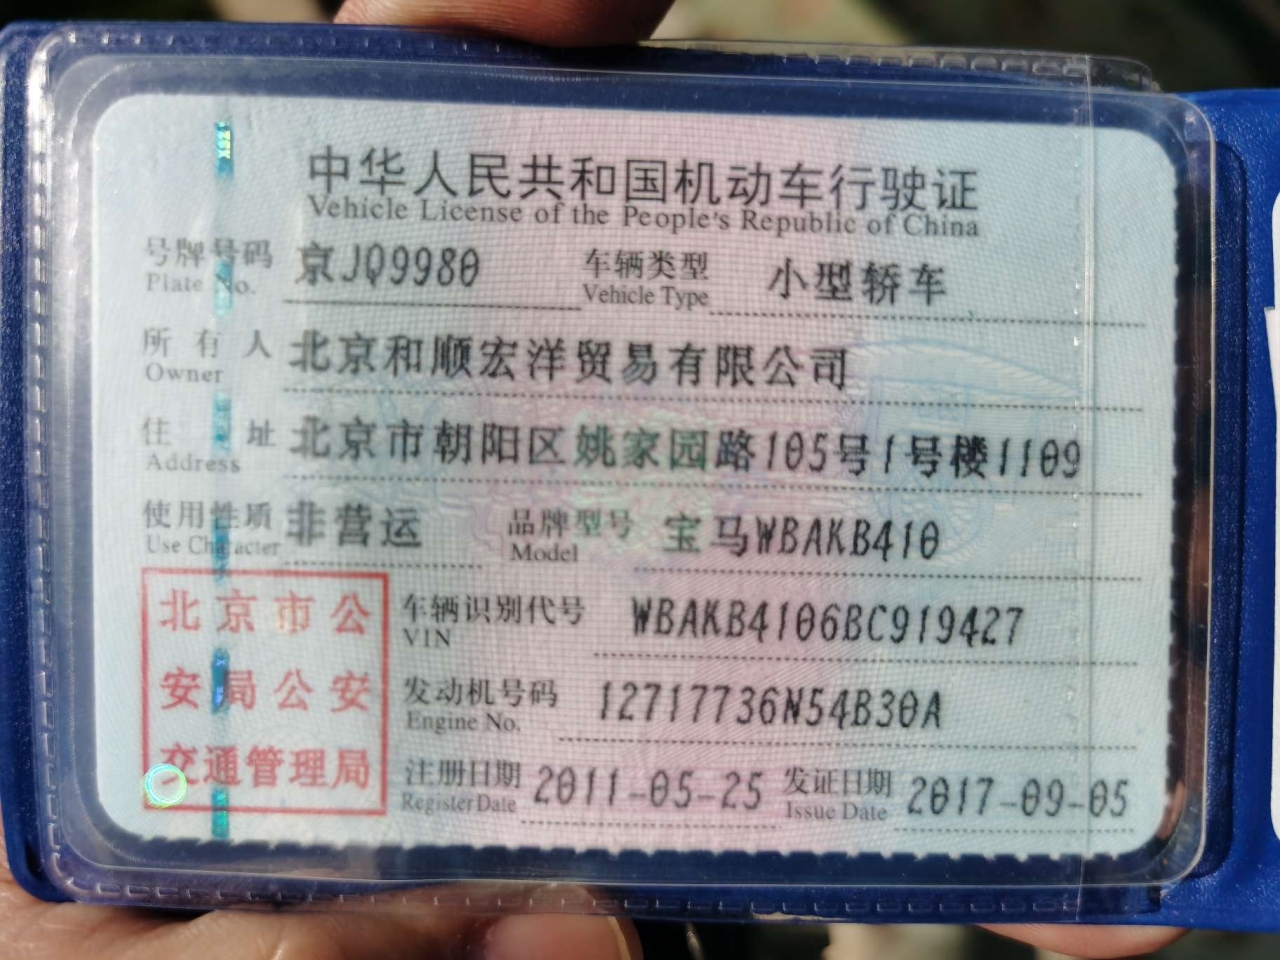 中华人民共和国机动车行驶证
Vehicle License of the People's Republic of China
号牌号码 京JQ9980 车辆类型 小型轿车
Plate No. Vehicle Type
所有人 北京和顺宏洋贸易有限公司
Owner
住址 北京市朝阳区姚家园路105号1号楼1109
Address
使用性质 非营运 品牌型号 宝马WBAKB410
Use Character Model
北京市公
安局公安
交通管理局
车辆识别代号 WBAKB4106BC919427
VIN
发动机号码 12717736N54B30A
Engine No.
注册日期 2011-05-25 发证日期 2017-09-05
Register Date Issue Date